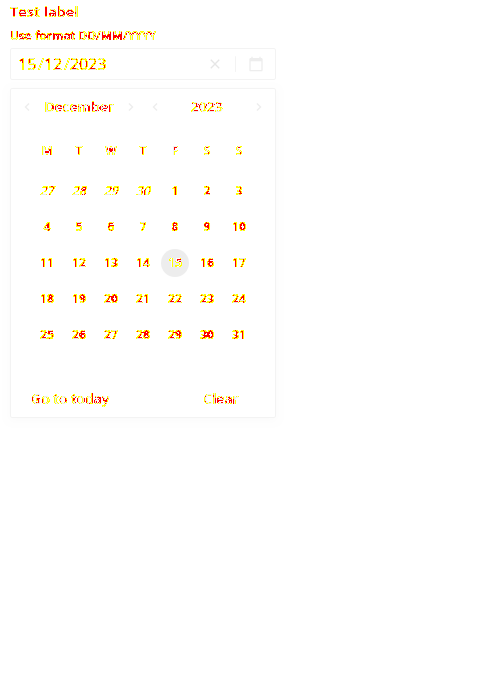 Test label
Use format DD/MM/YYYY
15/12/2023
December 2023
M T W T F S S
27 28 29 30 1 2 3
4 5 6 7 8 9 10
11 12 13 14 15 16 17
18 19 20 21 22 23 24
25 26 27 28 29 30 31
Go to today Clear